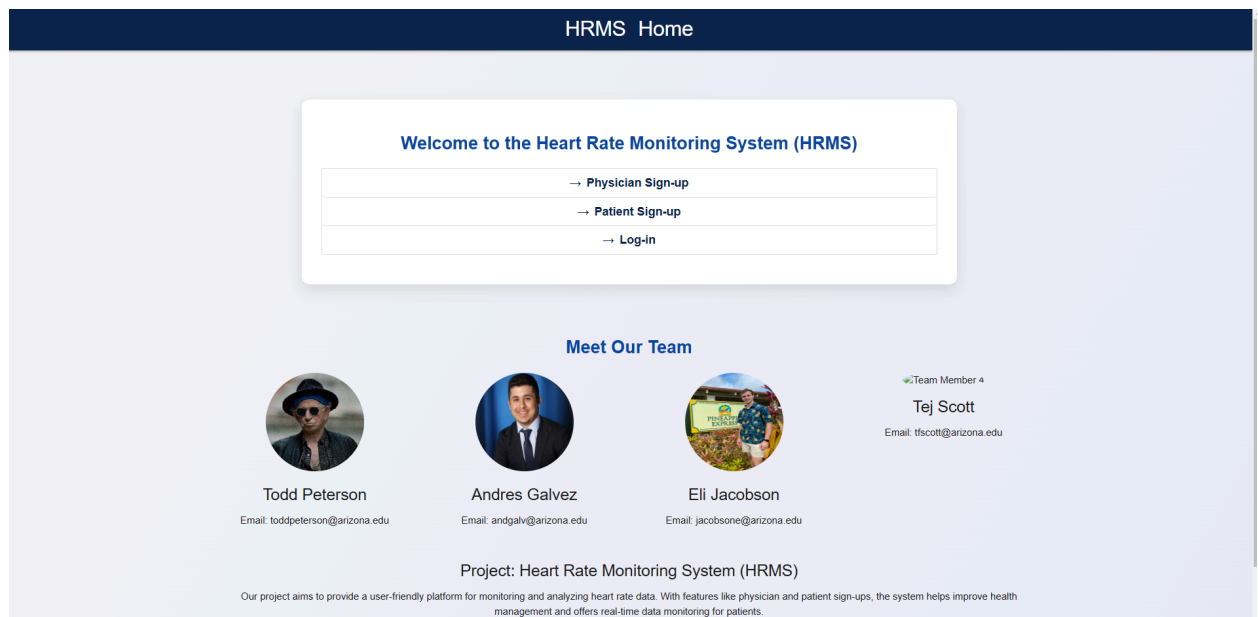 HRMS Home
Welcome to the Heart Rate Monitoring System (HRMS)
→ Physician Sign-up
→ Patient Sign-up
→ Log-in
Meet Our Team
PINEAPPLE
EXPRESS
Team Member 4
Todd Peterson
Andres Galvez
Eli Jacobson
Tej Scott
Email: toddpeterson@arizona.edu
Email: andgalv@arizona.edu
Email: jacobsone@arizona.edu
Email: tfscott@arizona.edu
Project: Heart Rate Monitoring System (HRMS)
Our project aims to provide a user-friendly platform for monitoring and analyzing heart rate data. With features like physician and patient sign-ups, the system helps improve health
management and offers real-time data monitoring for patients.